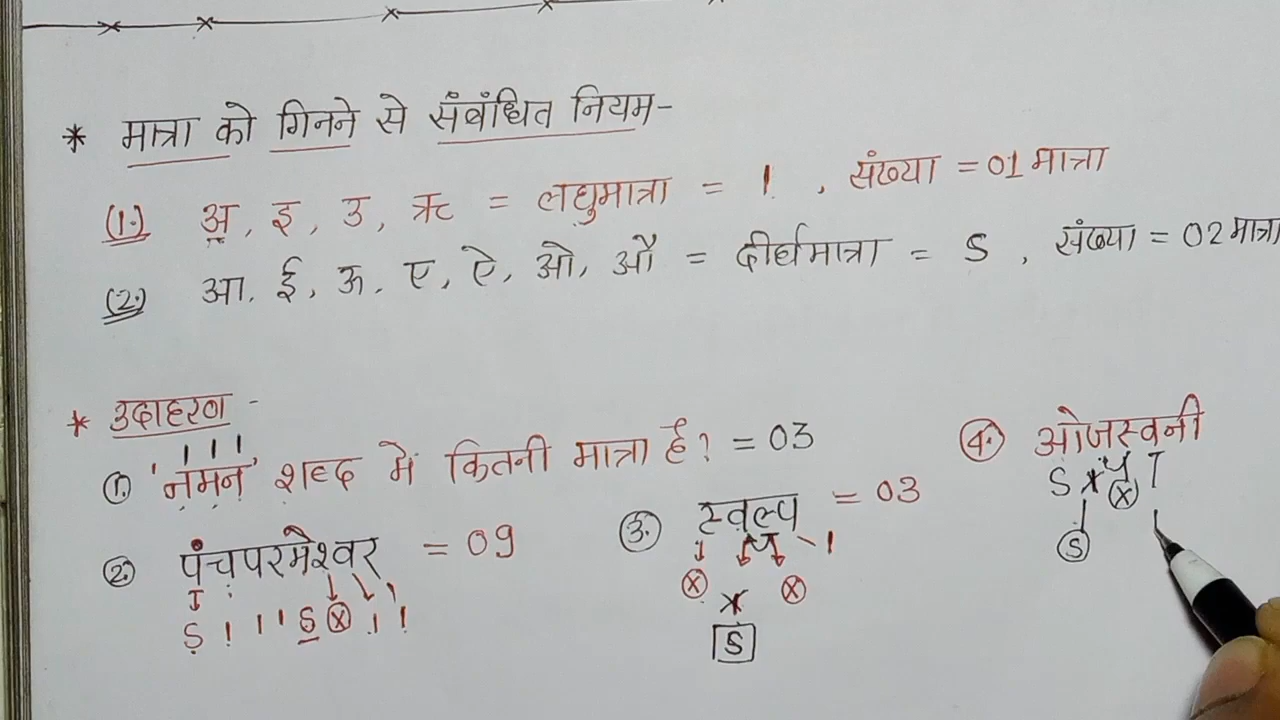 * मात्रा को गिनने से संबंधित नियम-
(1.) अ, इ, उ, ऋ = लघुमात्रा = । , संख्या = 01 मात्रा
(2.) आ, ई, ऊ, ए, ऐ, ओ, औ = दीर्घमात्रा = S , संख्या = 02 मात्रा
* उदाहरण -
। । ।
①. 'नमन' शब्द में कितनी मात्रा है? = 03
②. पंचपरमेश्वर = 09
S । । । S x । ।
③. स्वल्प = 03
x x ।
S
④. ओजस्वनी
S x
S